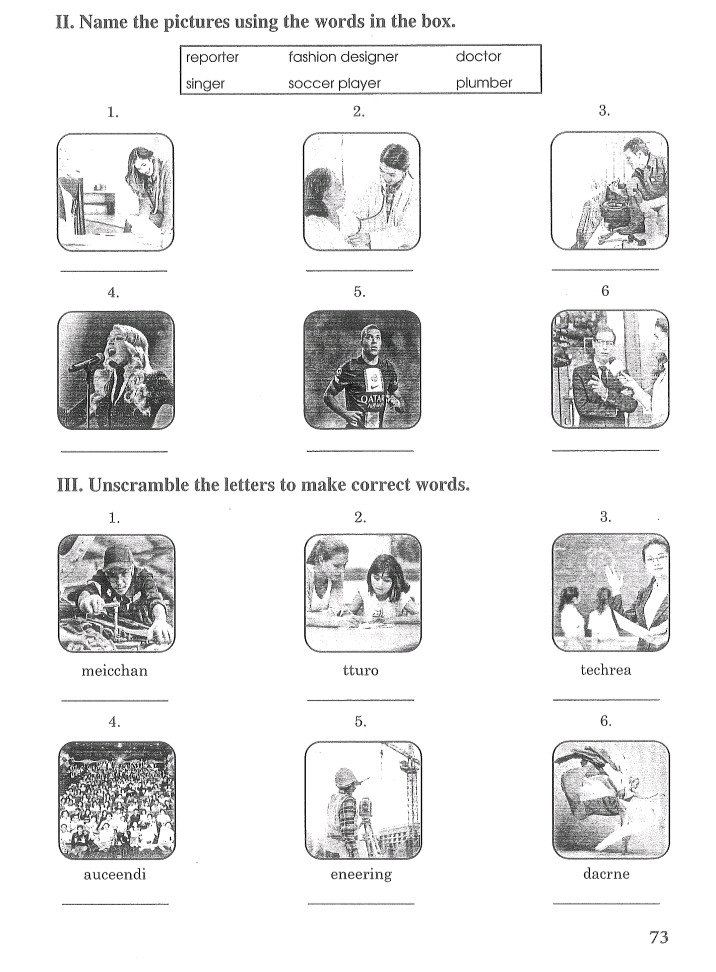 II. Name the pictures using the words in the box.
reporter fashion designer doctor
singer soccer player plumber
1. 2. 3.
4. 5. 6
QATAR
AIRWAYS
III. Unscramble the letters to make correct words.
1. 2. 3.
meicchan tturo techrea
4. 5. 6.
auceendi eneering dacrne
73